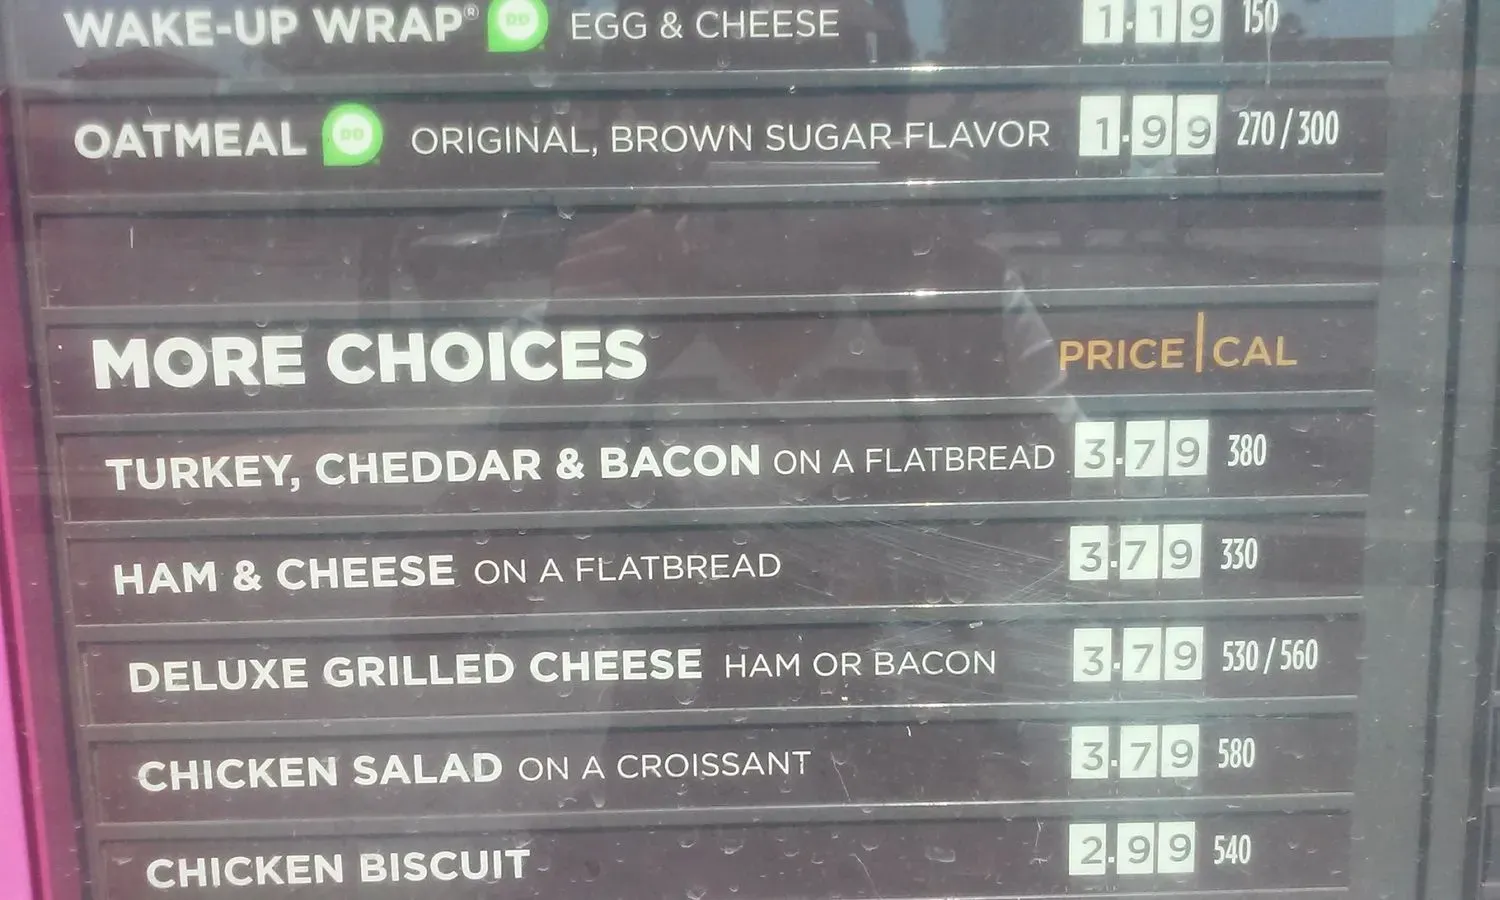 WAKE-UP WRAP® DD EGG & CHEESE 1.19 150
OATMEAL DD ORIGINAL, BROWN SUGAR FLAVOR 1.99 270/300
MORE CHOICES PRICE|CAL
TURKEY, CHEDDAR & BACON ON A FLATBREAD 3.79 380
HAM & CHEESE ON A FLATBREAD 3.79 330
DELUXE GRILLED CHEESE HAM OR BACON 3.79 530/560
CHICKEN SALAD ON A CROISSANT 3.79 580
CHICKEN BISCUIT 2.99 540